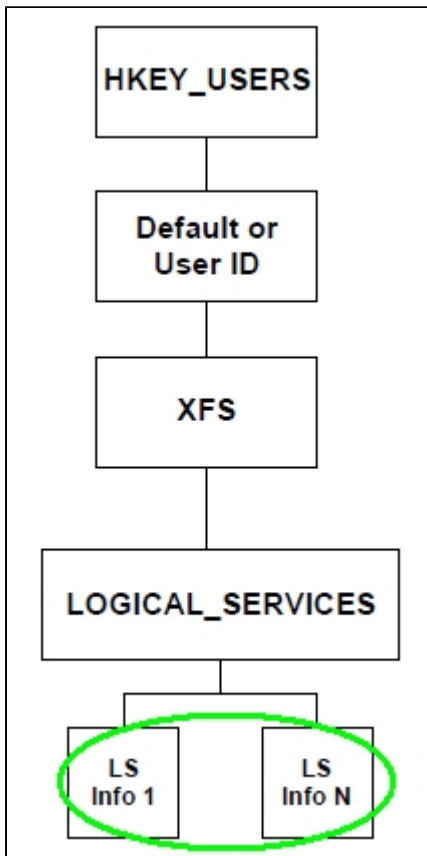 HKEY_USERS
Default or
User ID
XFS
LOGICAL_SERVICES
LS
Info 1
LS
Info N